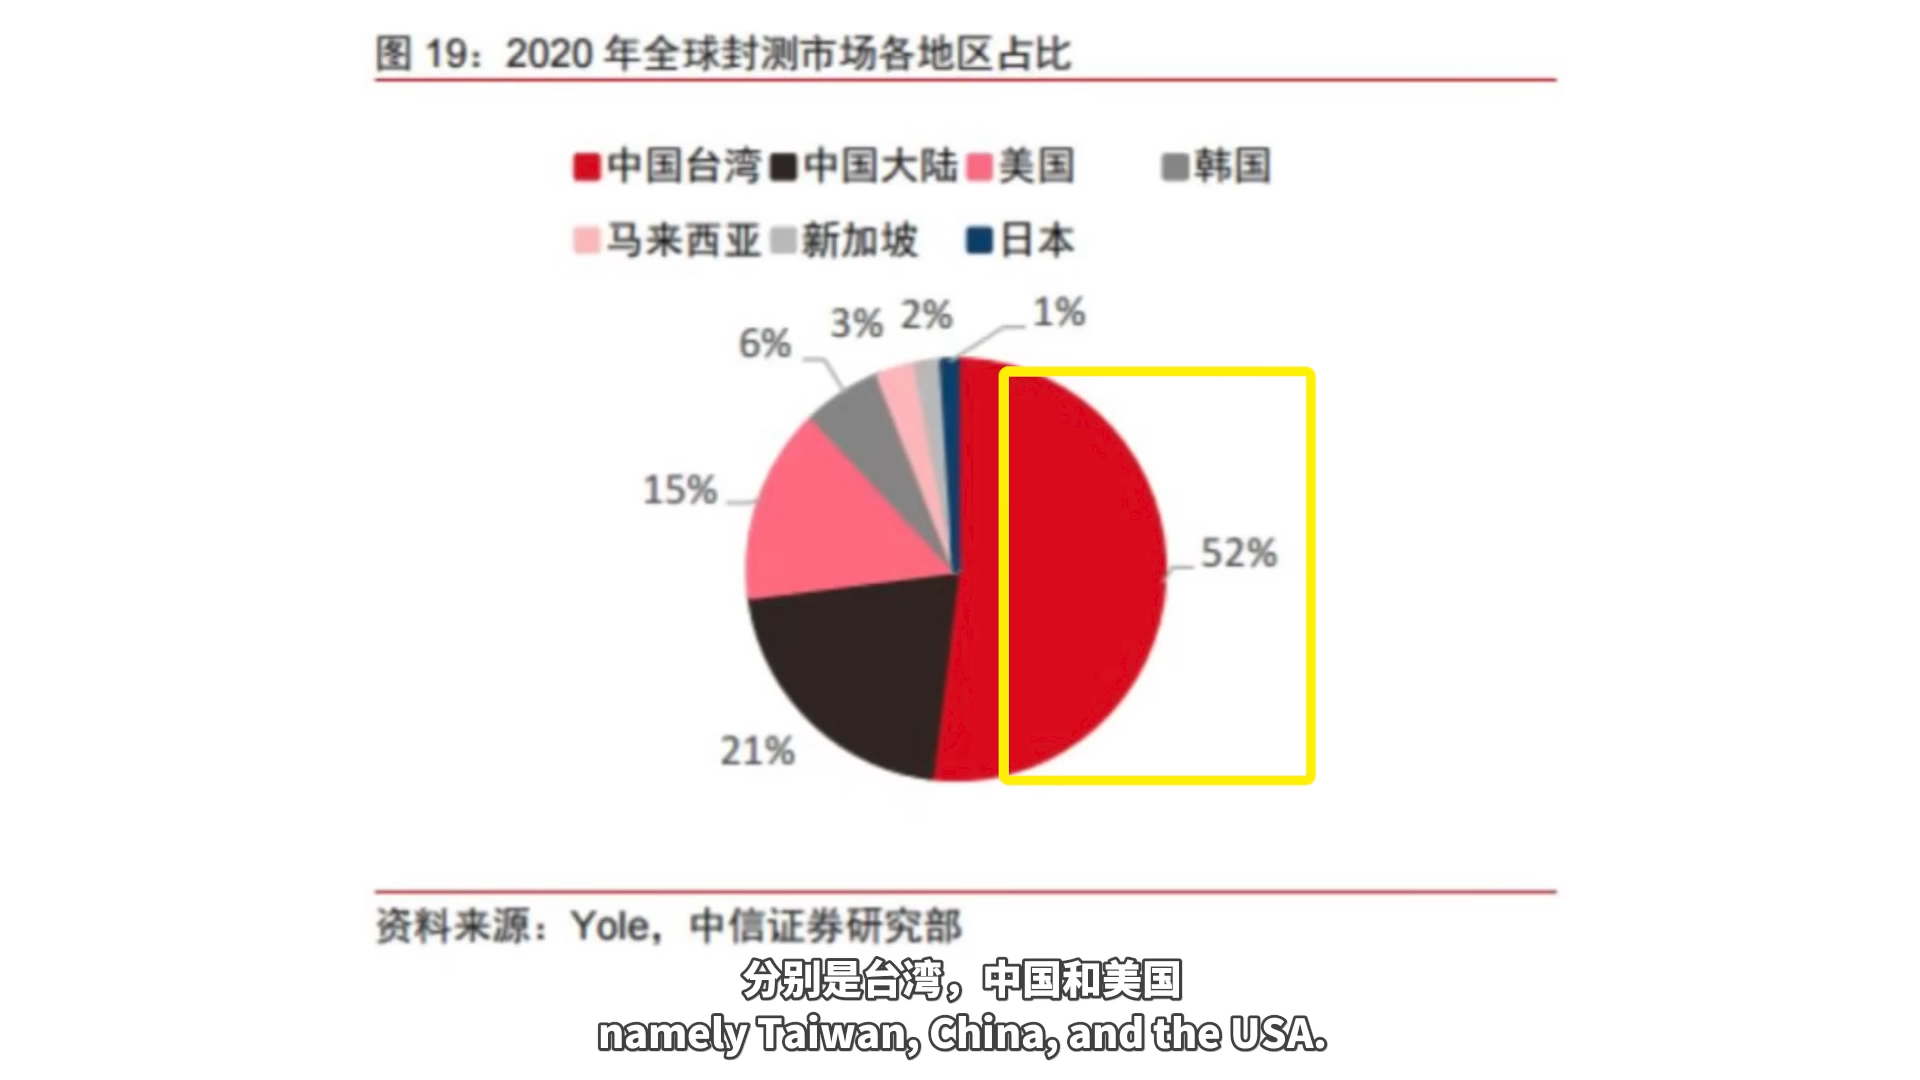 图 19：2020 年全球封测市场各地区占比
中国台湾 中国大陆 美国 韩国
马来西亚 新加坡 日本
6% 3% 2% 1%
15%
52%
21%
资料来源：Yole，中信证券研究部
分别是台湾，中国和美国
namely Taiwan, China, and the USA.